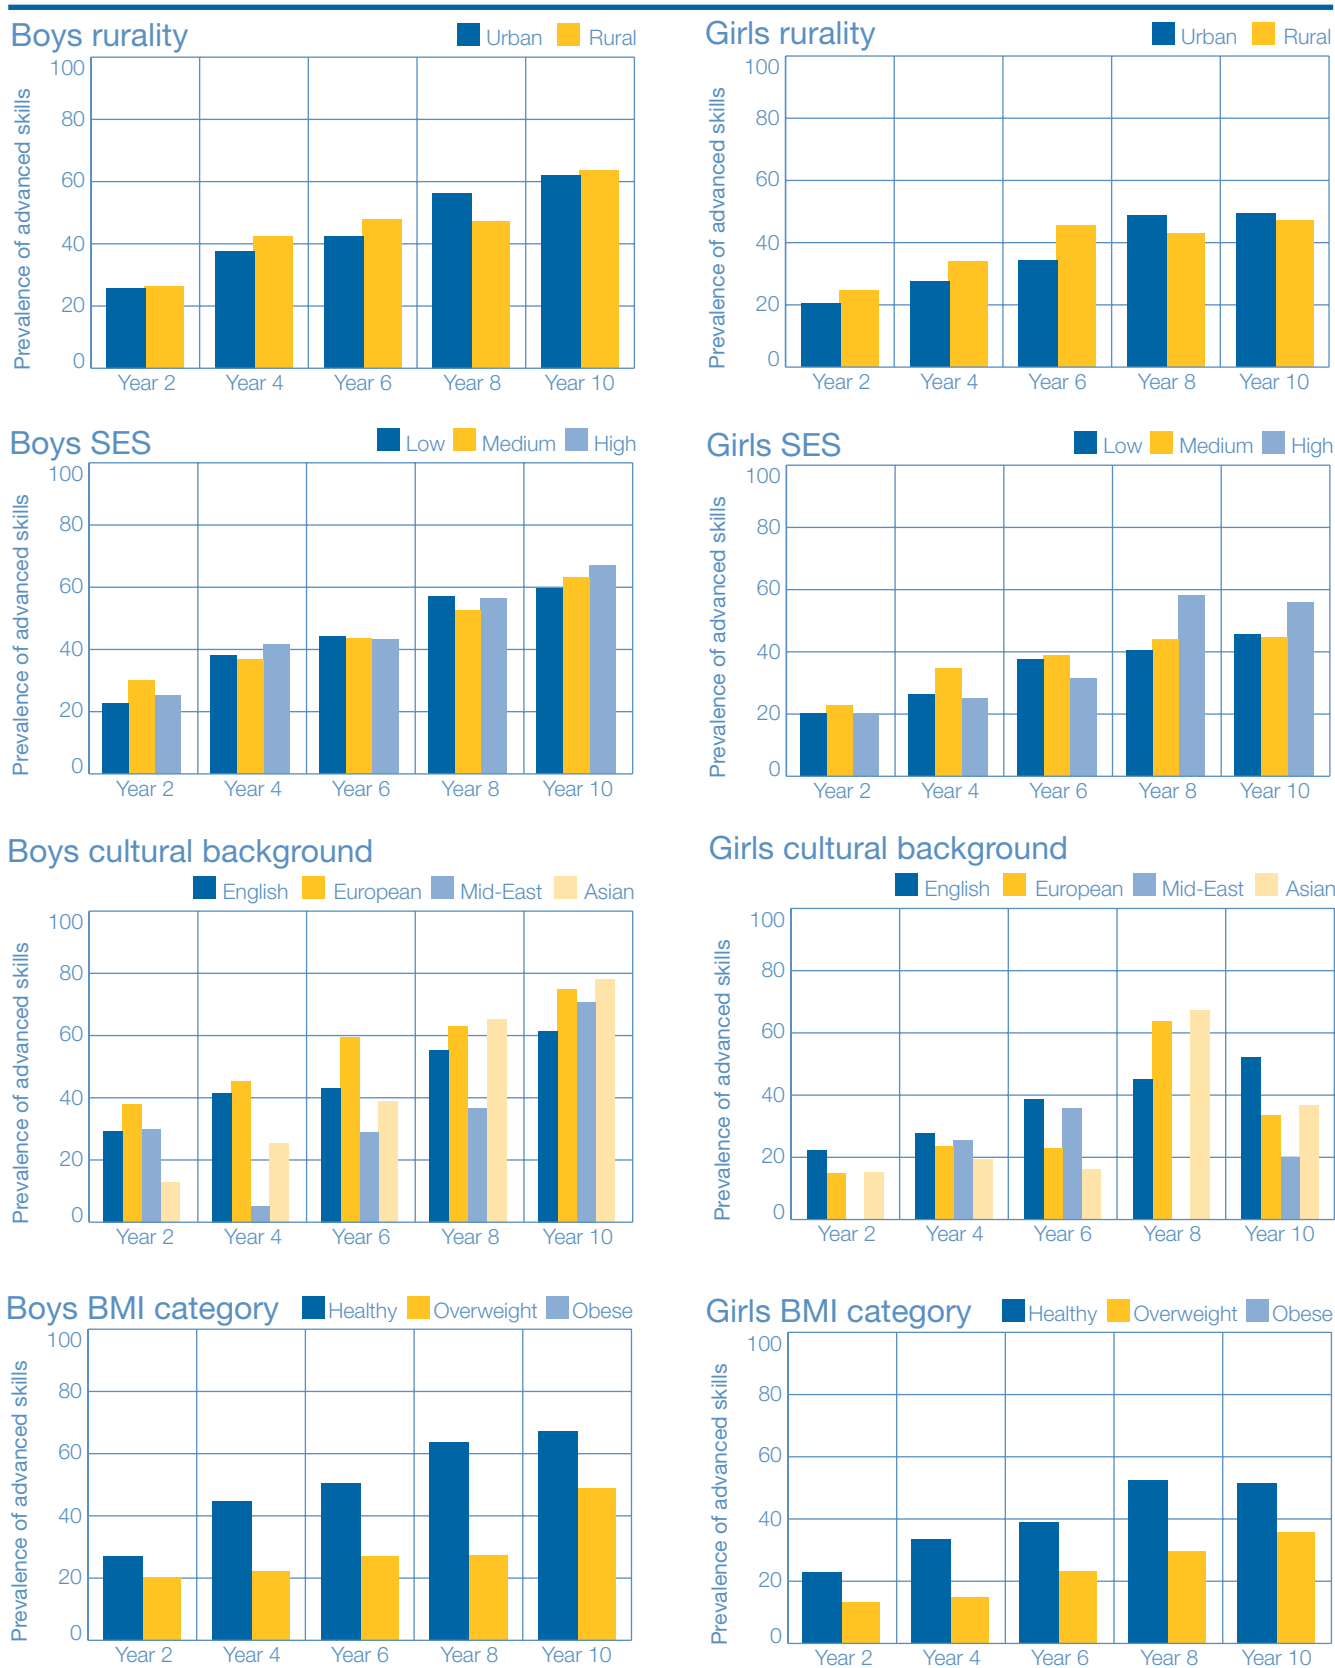 Boys rurality
Urban Rural
Prevalence of advanced skills
100
80
60
40
20
0
Year 2 Year 4 Year 6 Year 8 Year 10
Girls rurality
Urban Rural
Prevalence of advanced skills
100
80
60
40
20
0
Year 2 Year 4 Year 6 Year 8 Year 10
Boys SES
Low Medium High
Prevalence of advanced skills
100
80
60
40
20
0
Year 2 Year 4 Year 6 Year 8 Year 10
Girls SES
Low Medium High
Prevalence of advanced skills
100
80
60
40
20
0
Year 2 Year 4 Year 6 Year 8 Year 10
Boys cultural background
English European Mid-East Asian
Prevalence of advanced skills
100
80
60
40
20
0
Year 2 Year 4 Year 6 Year 8 Year 10
Girls cultural background
English European Mid-East Asian
Prevalence of advanced skills
100
80
60
40
20
0
Year 2 Year 4 Year 6 Year 8 Year 10
Boys BMI category
Healthy Overweight Obese
Prevalence of advanced skills
100
80
60
40
20
0
Year 2 Year 4 Year 6 Year 8 Year 10
Girls BMI category
Healthy Overweight Obese
Prevalence of advanced skills
100
80
60
40
20
0
Year 2 Year 4 Year 6 Year 8 Year 10